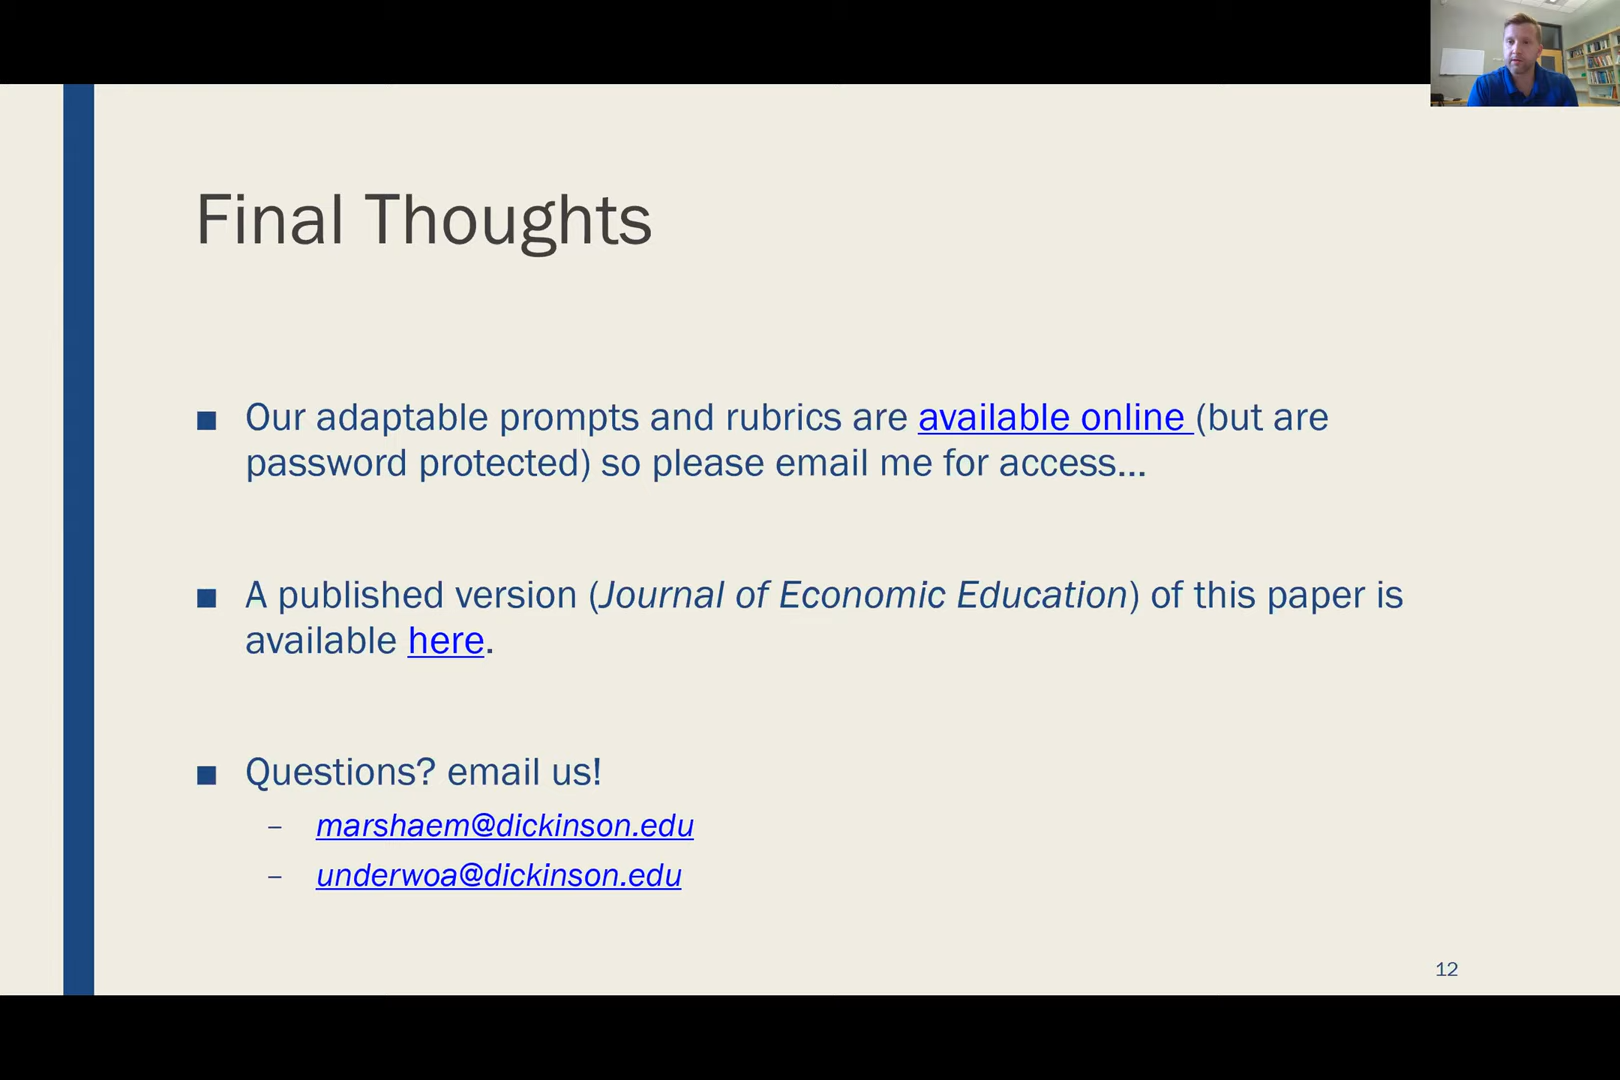 Final Thoughts
■ Our adaptable prompts and rubrics are available online (but are
password protected) so please email me for access...
■ A published version (Journal of Economic Education) of this paper is
available here.
■ Questions? email us!
– marshaem@dickinson.edu
– underwoa@dickinson.edu
12